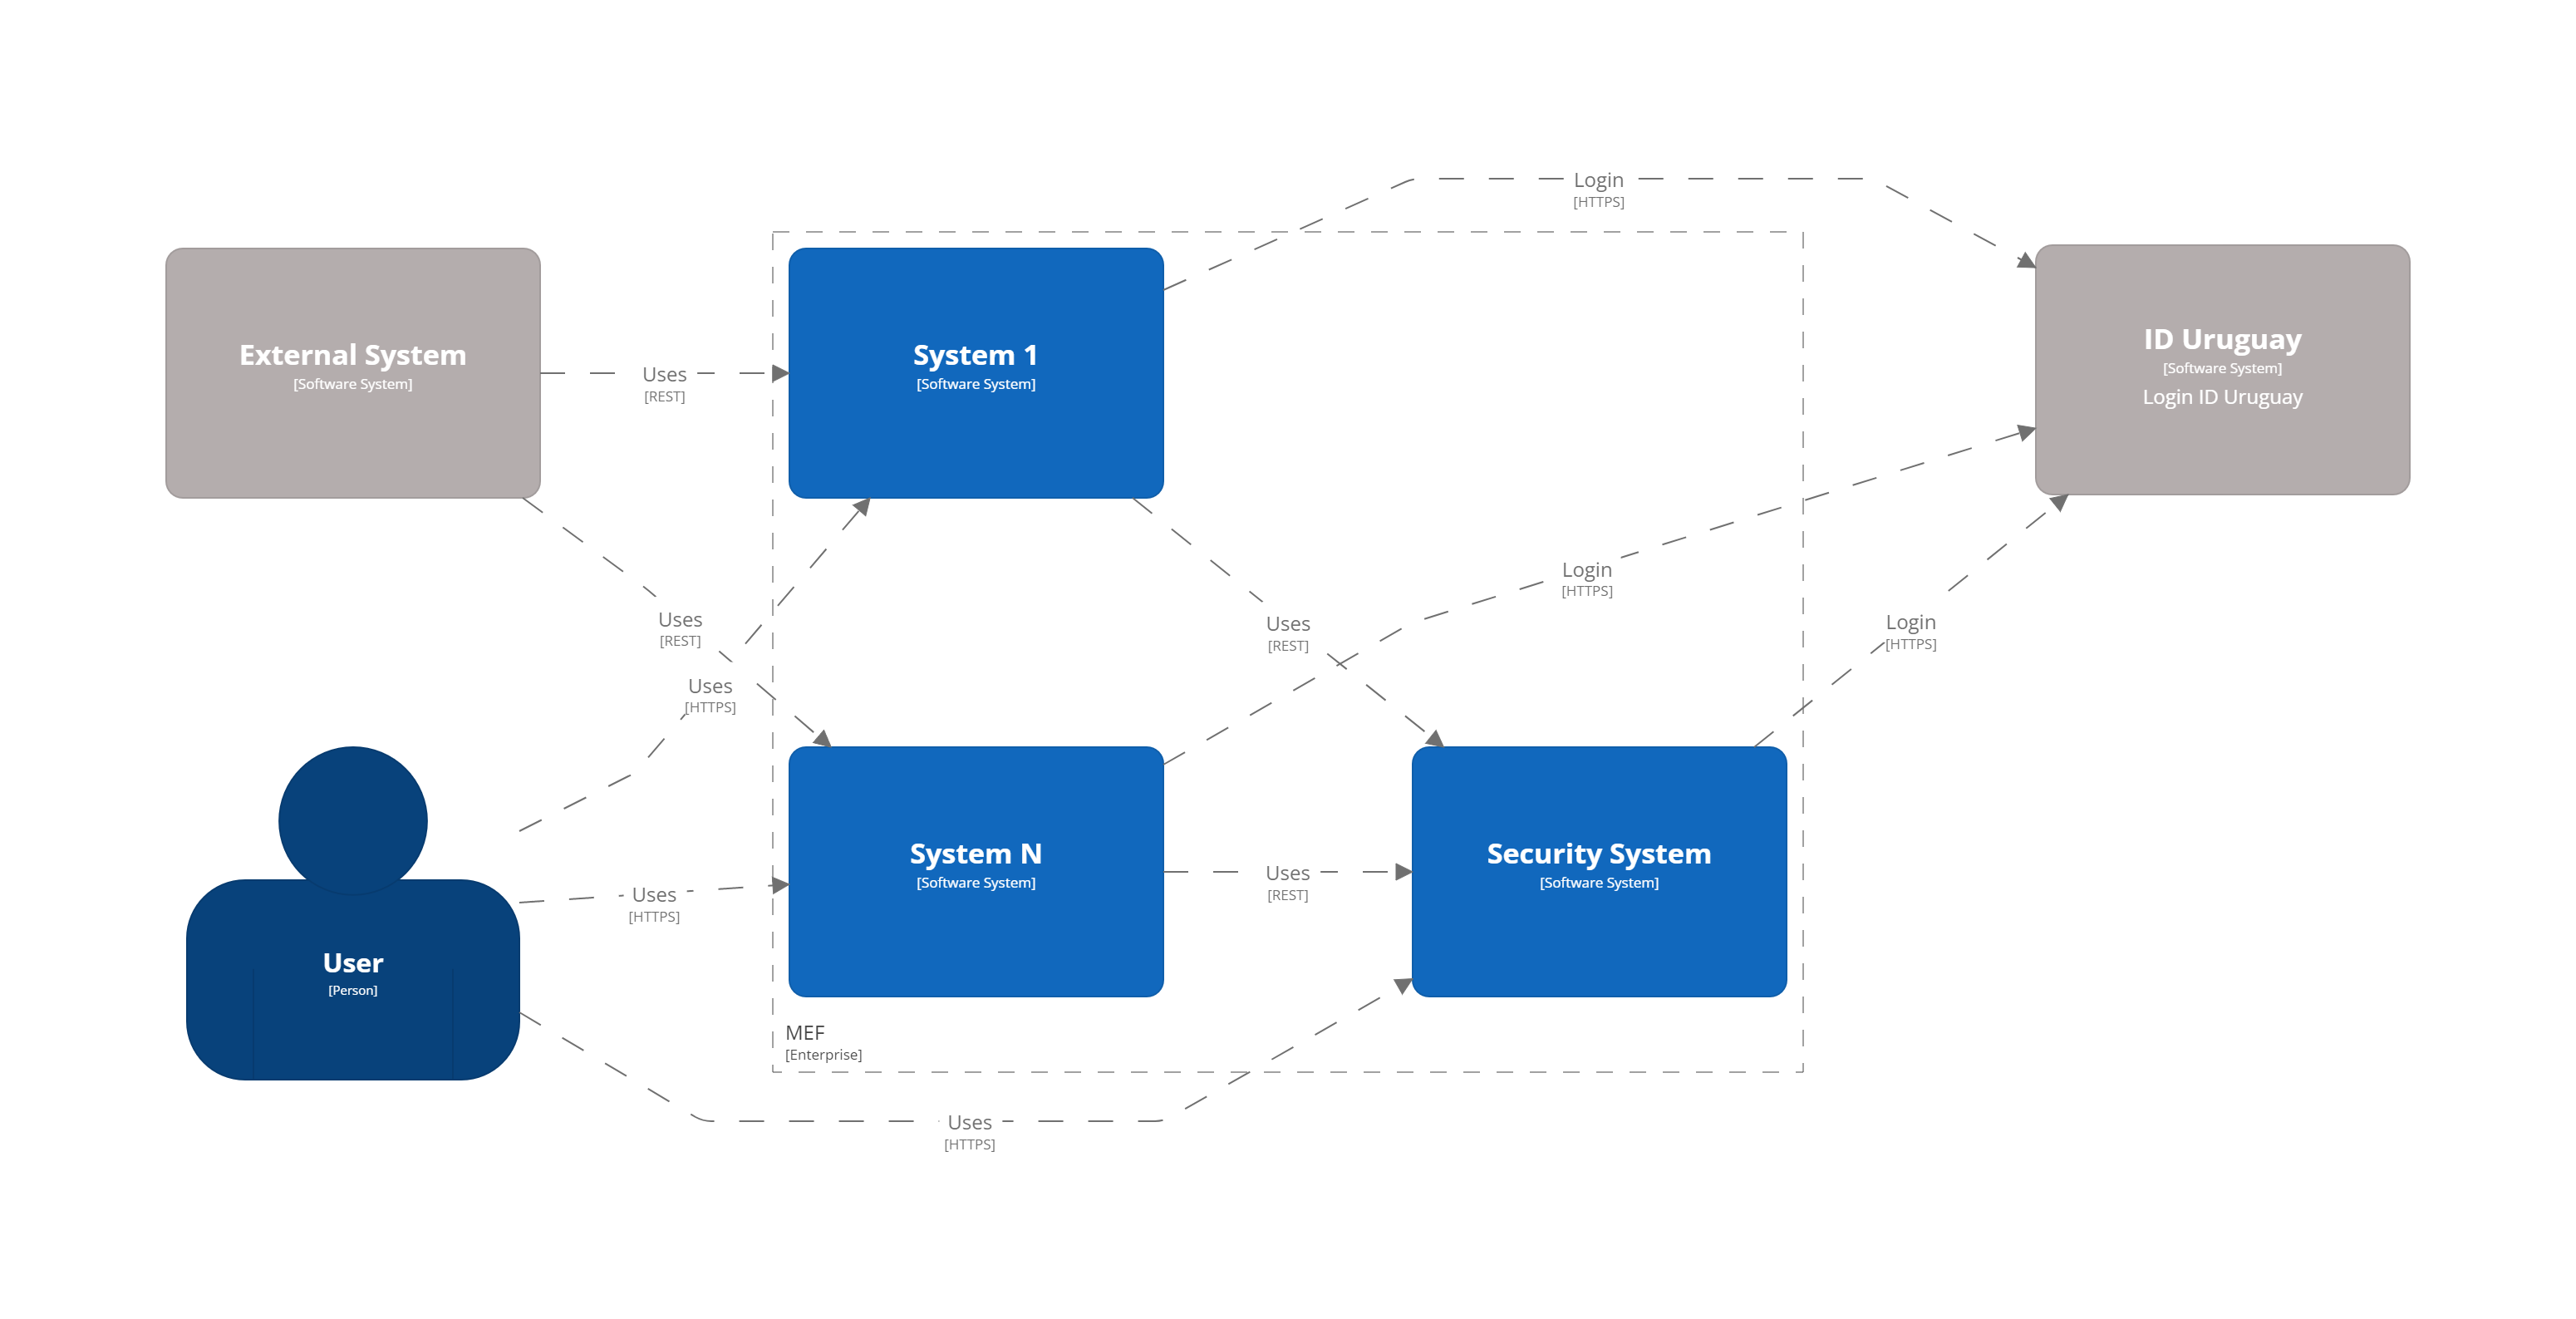 Login
[HTTPS]
External System
[Software System]
Uses
[REST]
System 1
[Software System]
ID Uruguay
[Software System]
Login ID Uruguay
Login
[HTTPS]
Uses
[REST]
Uses
[REST]
Login
[HTTPS]
Uses
[HTTPS]
System N
[Software System]
Uses
[REST]
Security System
[Software System]
Uses
[HTTPS]
User
[Person]
MEF
[Enterprise]
Uses
[HTTPS]